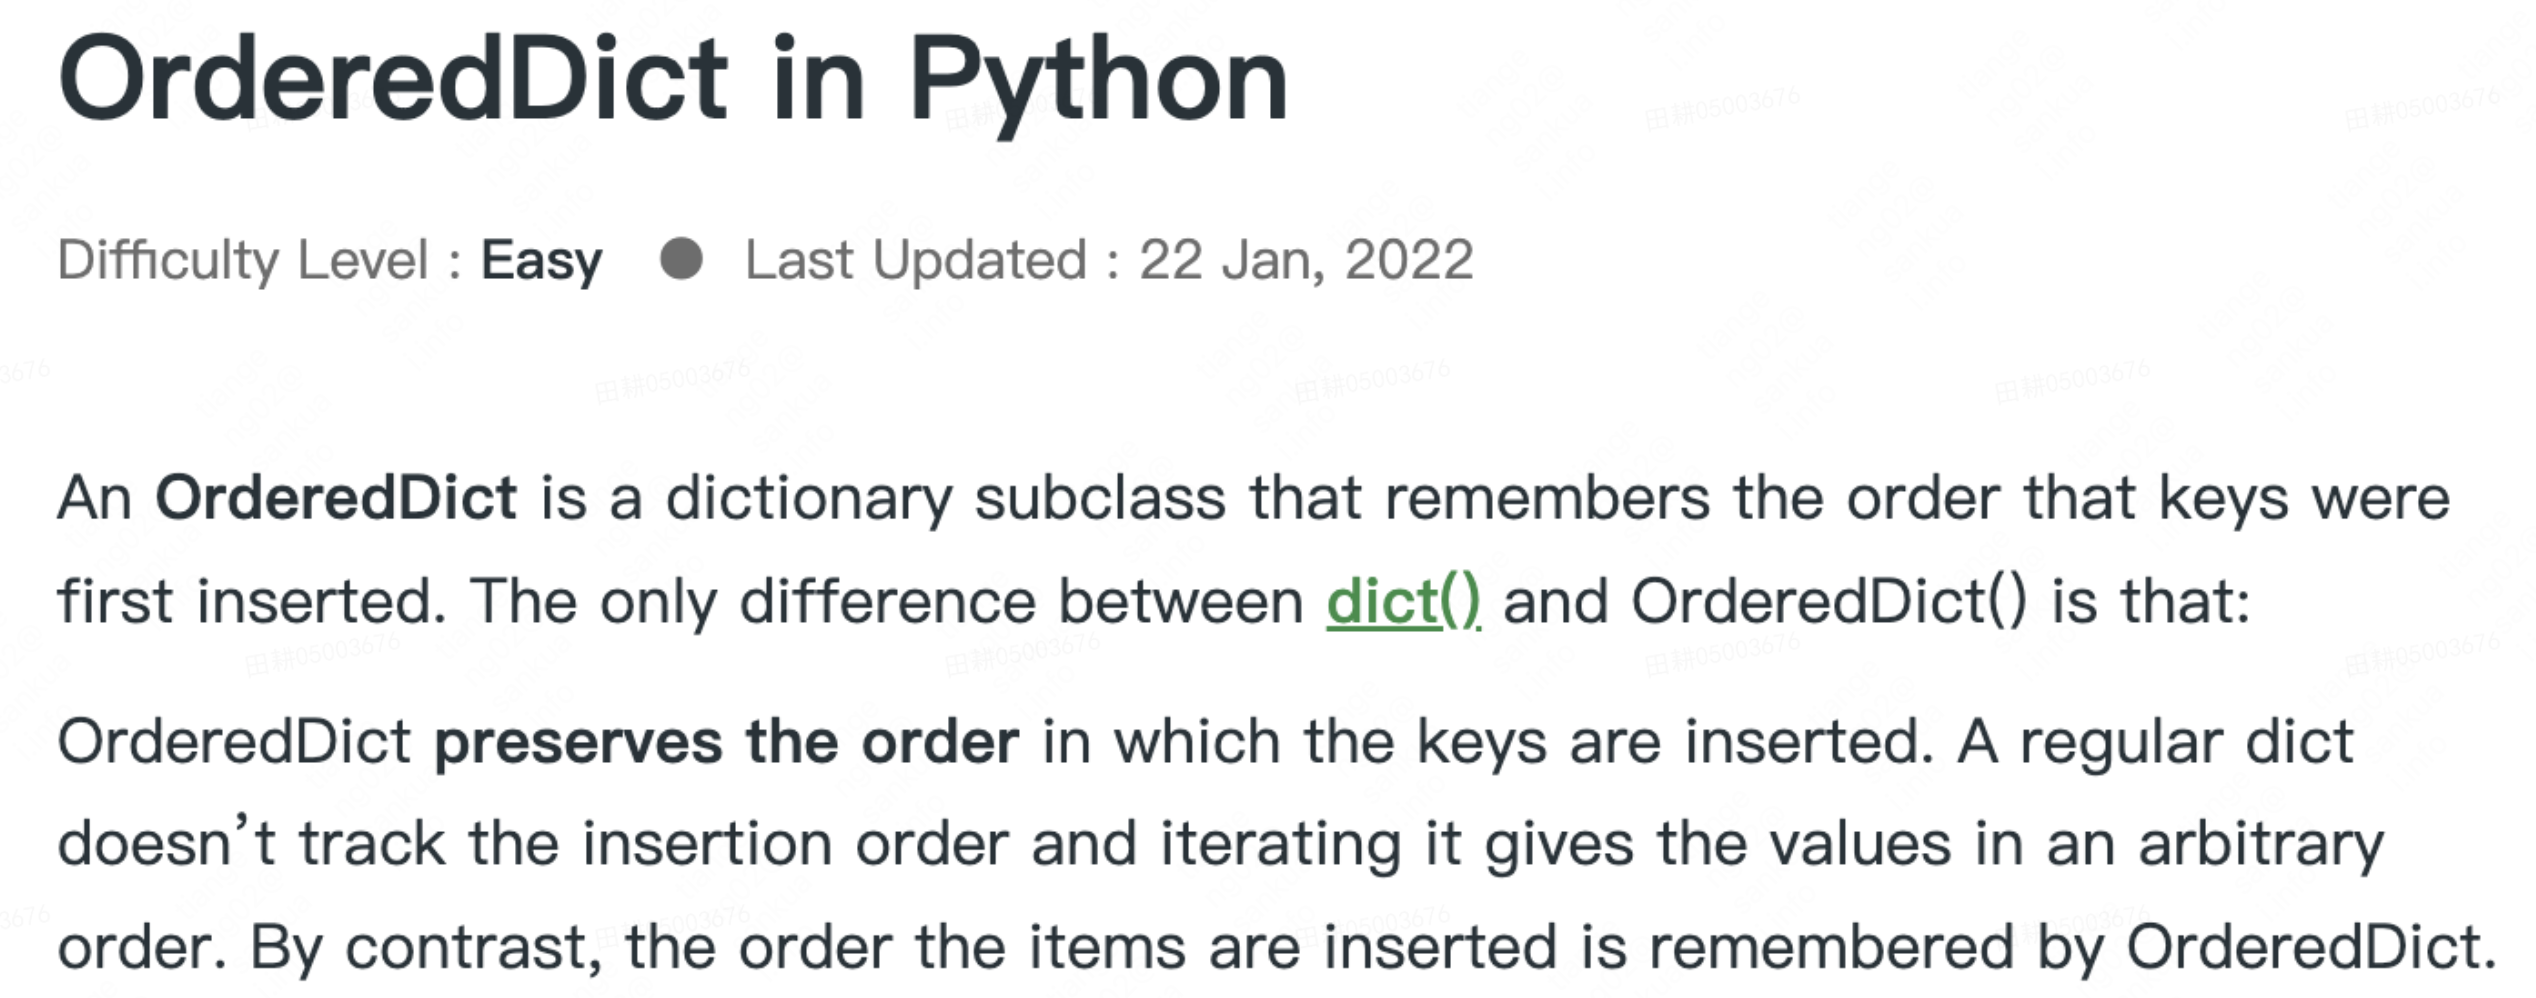 OrderedDict in Python
Difficulty Level : Easy ● Last Updated : 22 Jan, 2022
An OrderedDict is a dictionary subclass that remembers the order that keys were
first inserted. The only difference between dict() and OrderedDict() is that:
OrderedDict preserves the order in which the keys are inserted. A regular dict
doesn’t track the insertion order and iterating it gives the values in an arbitrary
order. By contrast, the order the items are inserted is remembered by OrderedDict.